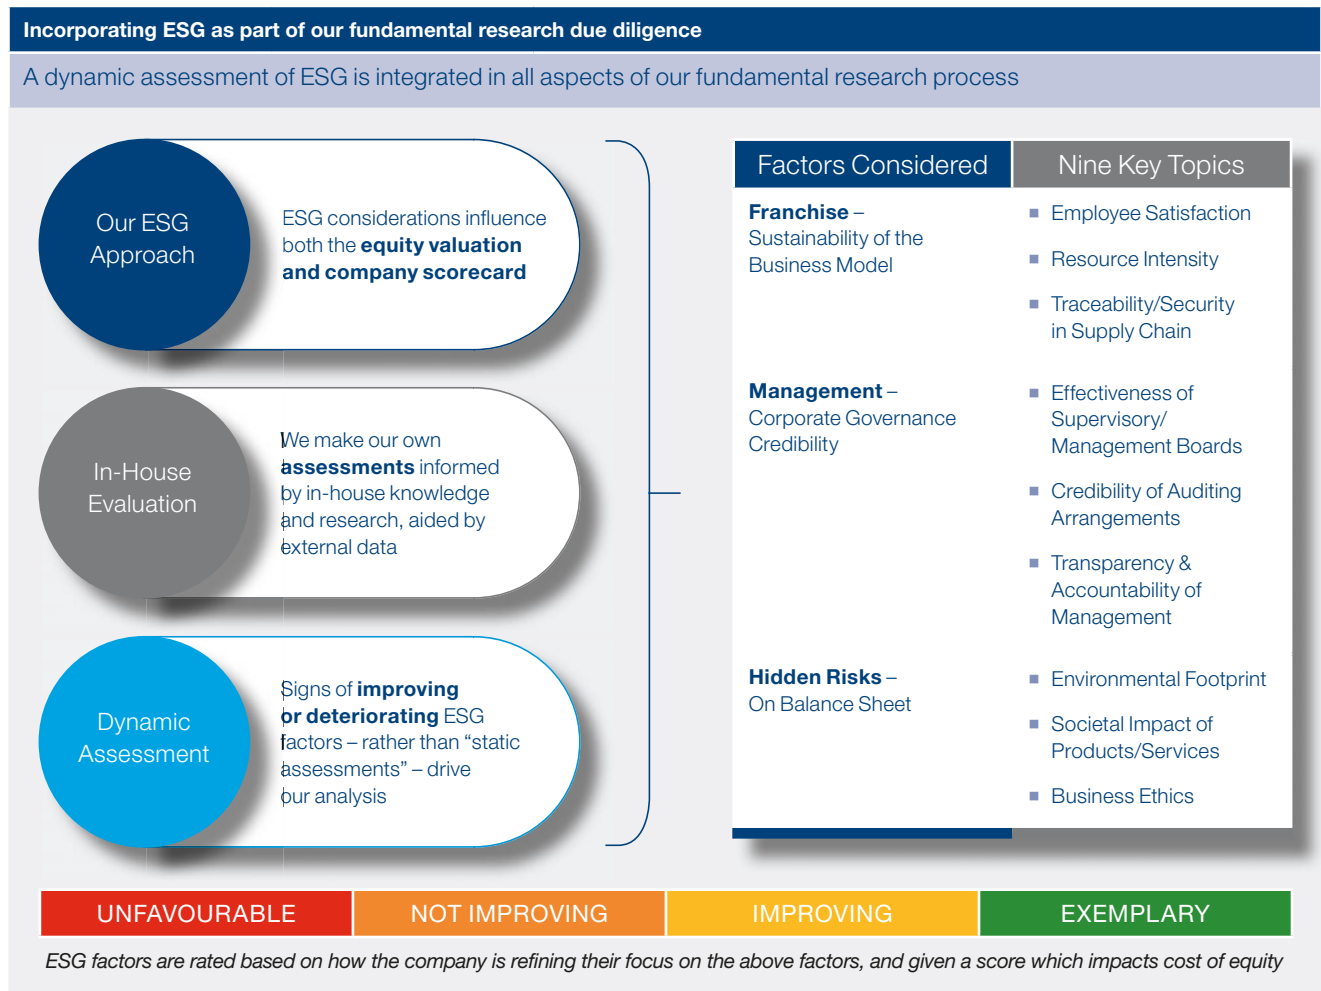 Incorporating ESG as part of our fundamental research due diligence
A dynamic assessment of ESG is integrated in all aspects of our fundamental research process
Our ESG
Approach
ESG considerations influence
both the equity valuation
and company scorecard
In-House
Evaluation
We make our own
assessments informed
by in-house knowledge
and research, aided by
external data
Dynamic
Assessment
Signs of improving
or deteriorating ESG
factors – rather than “static
assessments” – drive
our analysis
Factors Considered
Nine Key Topics
Franchise –
Sustainability of the
Business Model
Employee Satisfaction
Resource Intensity
Traceability/Security
in Supply Chain
Management –
Corporate Governance
Credibility
Effectiveness of
Supervisory/
Management Boards
Credibility of Auditing
Arrangements
Transparency &
Accountability of
Management
Hidden Risks –
On Balance Sheet
Environmental Footprint
Societal Impact of
Products/Services
Business Ethics
UNFAVOURABLE
NOT IMPROVING
IMPROVING
EXEMPLARY
ESG factors are rated based on how the company is refining their focus on the above factors, and given a score which impacts cost of equity